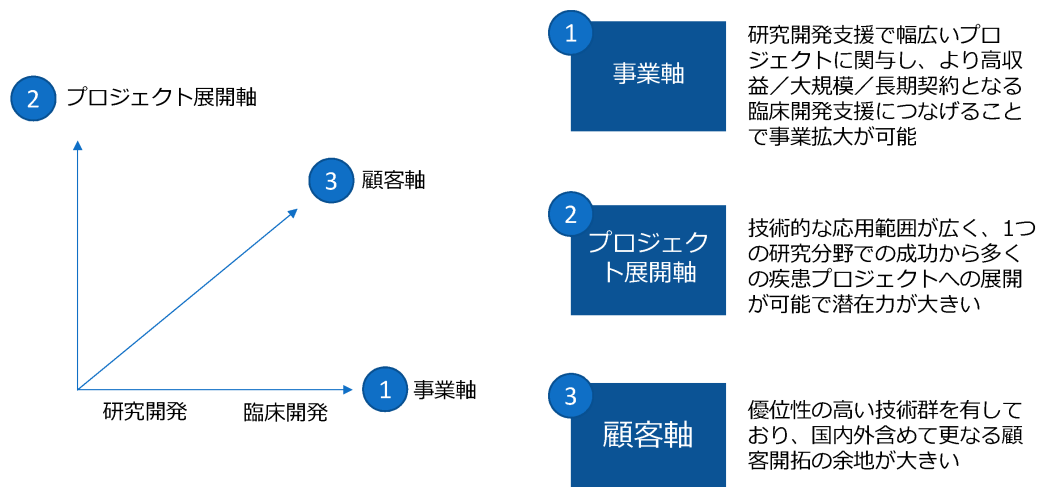 2
プロジェクト展開軸
3
顧客軸
1
事業軸
研究開発
臨床開発
1
事業軸
研究開発支援で幅広いプロ
ジェクトに関与し、より高収
益／大規模／長期契約となる
臨床開発支援につなげること
で事業拡大が可能
2
プロジェク
ト展開軸
技術的な応用範囲が広く、1つ
の研究分野での成功から多く
の疾患プロジェクトへの展開
が可能で潜在力が大きい
3
顧客軸
優位性の高い技術群を有して
おり、国内外含めて更なる顧
客開拓の余地が大きい